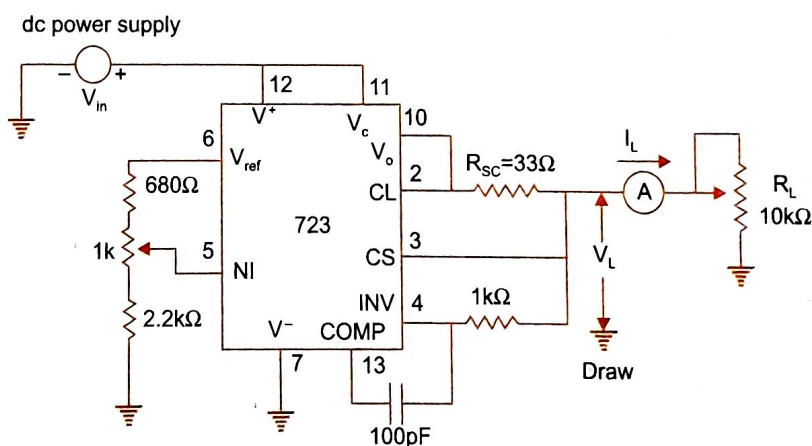 dc power supply
− +
V_in
12
11
V⁺
V_c
10
V_o
6
V_ref
680Ω
2
CL
R_SC=33Ω
I_L
A
R_L
10kΩ
1k
5
NI
723
3
CS
V_L
INV
4
1kΩ
2.2kΩ
V⁻
COMP
7
13
100pF
Draw